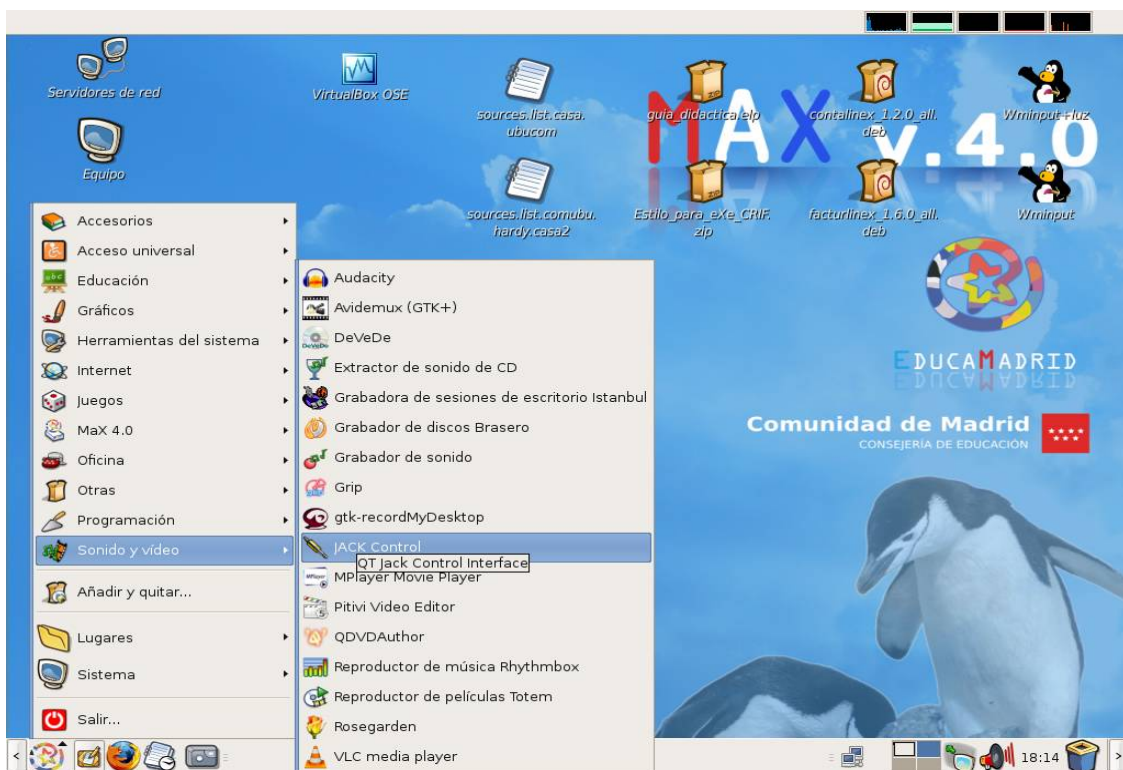 Servidores de red
VirtualBox OSE
sources.list.casa.
ubucom
guia_didactica.elp
contalinex_1.2.0_all.
deb
Wminput+luz
MAX v.4.0
Equipo
sources.list.comubu.
hardy.casa2
Estilo_para_eXe_CRIF.
zip
facturlinex_1.6.0_all.
deb
Wminput
EDUCAMADRID
Comunidad de Madrid
CONSEJERÍA DE EDUCACIÓN
Accesorios
Acceso universal
Educación
Gráficos
Herramientas del sistema
Internet
Juegos
MaX 4.0
Oficina
Otras
Programación
Sonido y vídeo
Añadir y quitar...
Lugares
Sistema
Salir...
Audacity
Avidemux (GTK+)
DeVeDe
Extractor de sonido de CD
Grabadora de sesiones de escritorio Istanbul
Grabador de discos Brasero
Grabador de sonido
Grip
gtk-recordMyDesktop
JACK Control
QT Jack Control Interface
MPlayer Movie Player
Pitivi Video Editor
QDVDAuthor
Reproductor de música Rhythmbox
Reproductor de películas Totem
Rosegarden
VLC media player
18:14